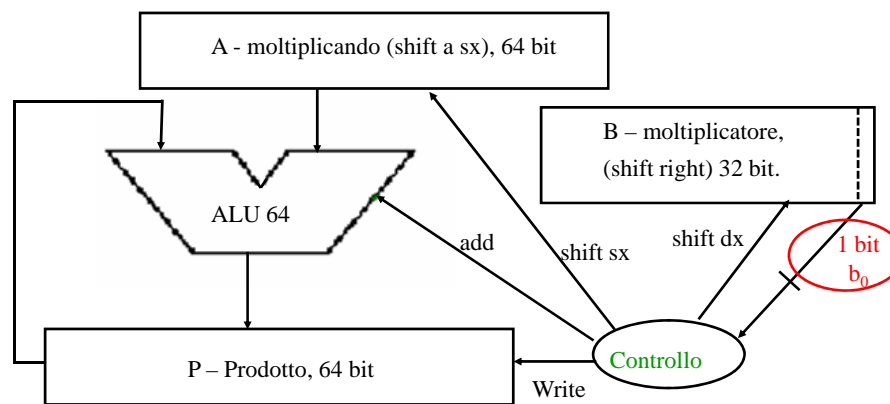 A - moltiplicando (shift a sx), 64 bit
B – moltiplicatore,
(shift right) 32 bit.
ALU 64
add
shift sx
shift dx
1 bit
b₀
P – Prodotto, 64 bit
Controllo
Write